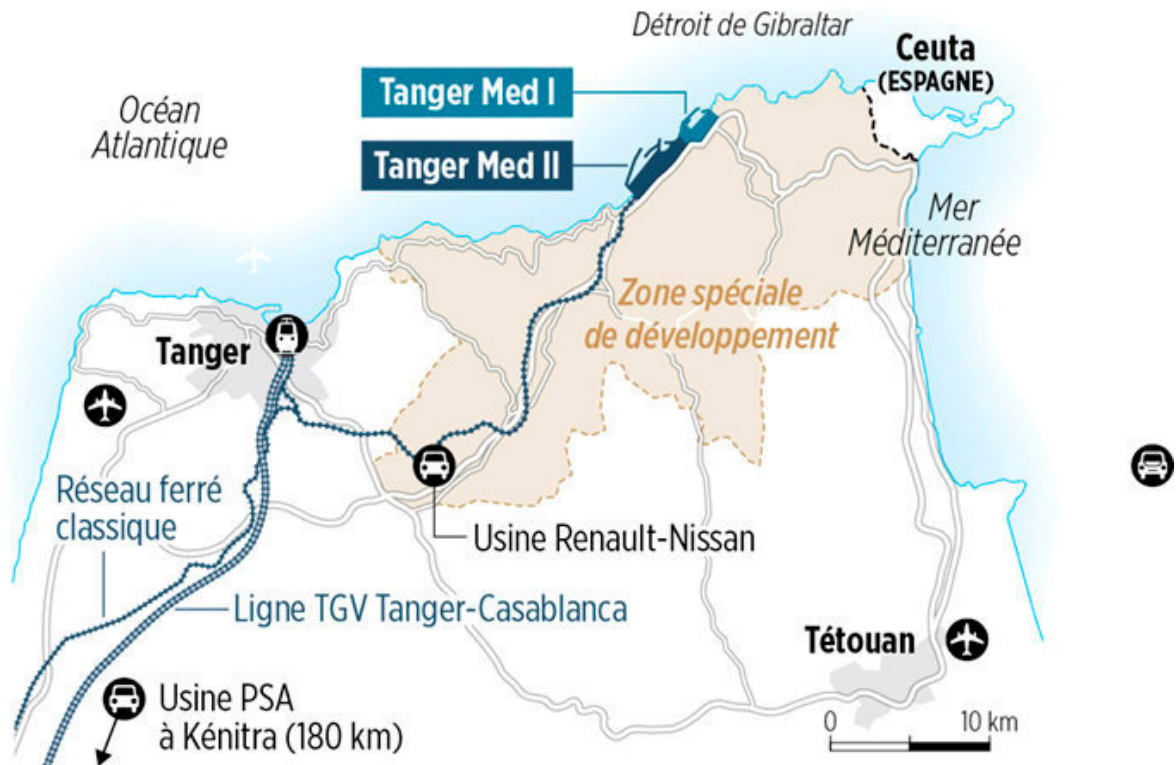 Détroit de Gibraltar
Ceuta
(ESPAGNE)
Tanger Med I
Océan
Atlantique
Tanger Med II
Mer
Méditerranée
Zone spéciale
de développement
Tanger
Réseau ferré
classique
Usine Renault-Nissan
Ligne TGV Tanger-Casablanca
Tétouan
Usine PSA
à Kénitra (180 km)
0 10 km